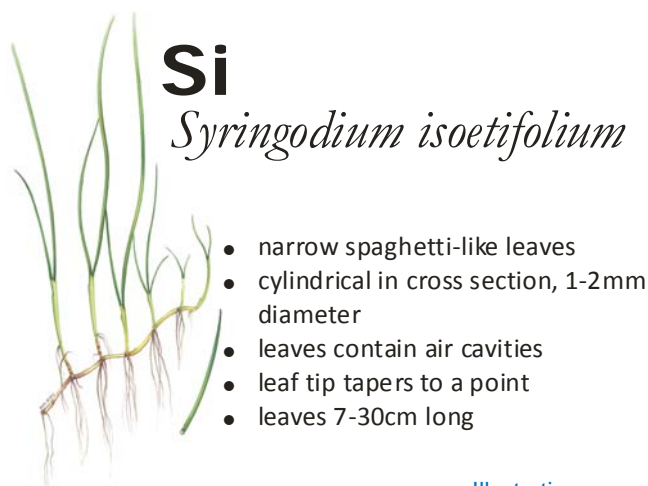 Si
Syringodium isoetifolium
● narrow spaghetti-like leaves
● cylindrical in cross section, 1-2mm
diameter
● leaves contain air cavities
● leaf tip tapers to a point
● leaves 7-30cm long